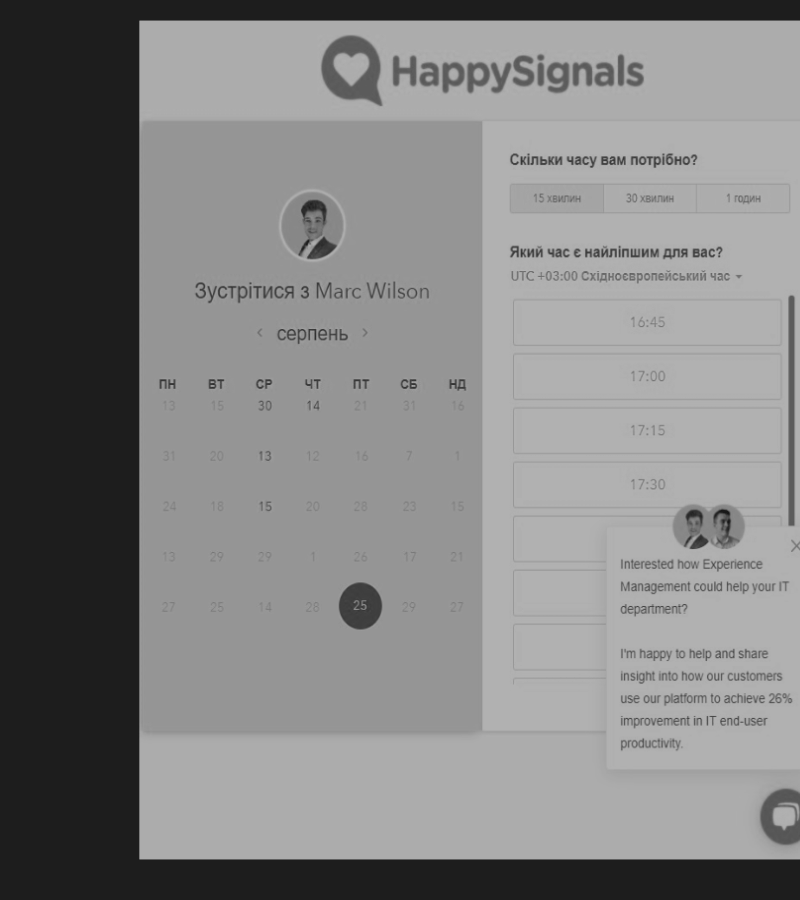 HappySignals
Зустрітися з Marc Wilson
серпень
ПН ВТ СР ЧТ ПТ СБ НД
13 15 30 14 21 31 16
31 20 13 12 16 7 1
24 18 15 20 28 23 15
13 29 29 1 26 17 21
27 25 14 28 25 29 27
Скільки часу вам потрібно?
15 хвилин 30 хвилин 1 годин
Який час є найліпшим для вас?
UTC +03:00 Східноєвропейський час
16:45
17:00
17:15
17:30
Interested how Experience
Management could help your IT
department?
I'm happy to help and share
insight into how our customers
use our platform to achieve 26%
improvement in IT end-user
productivity.